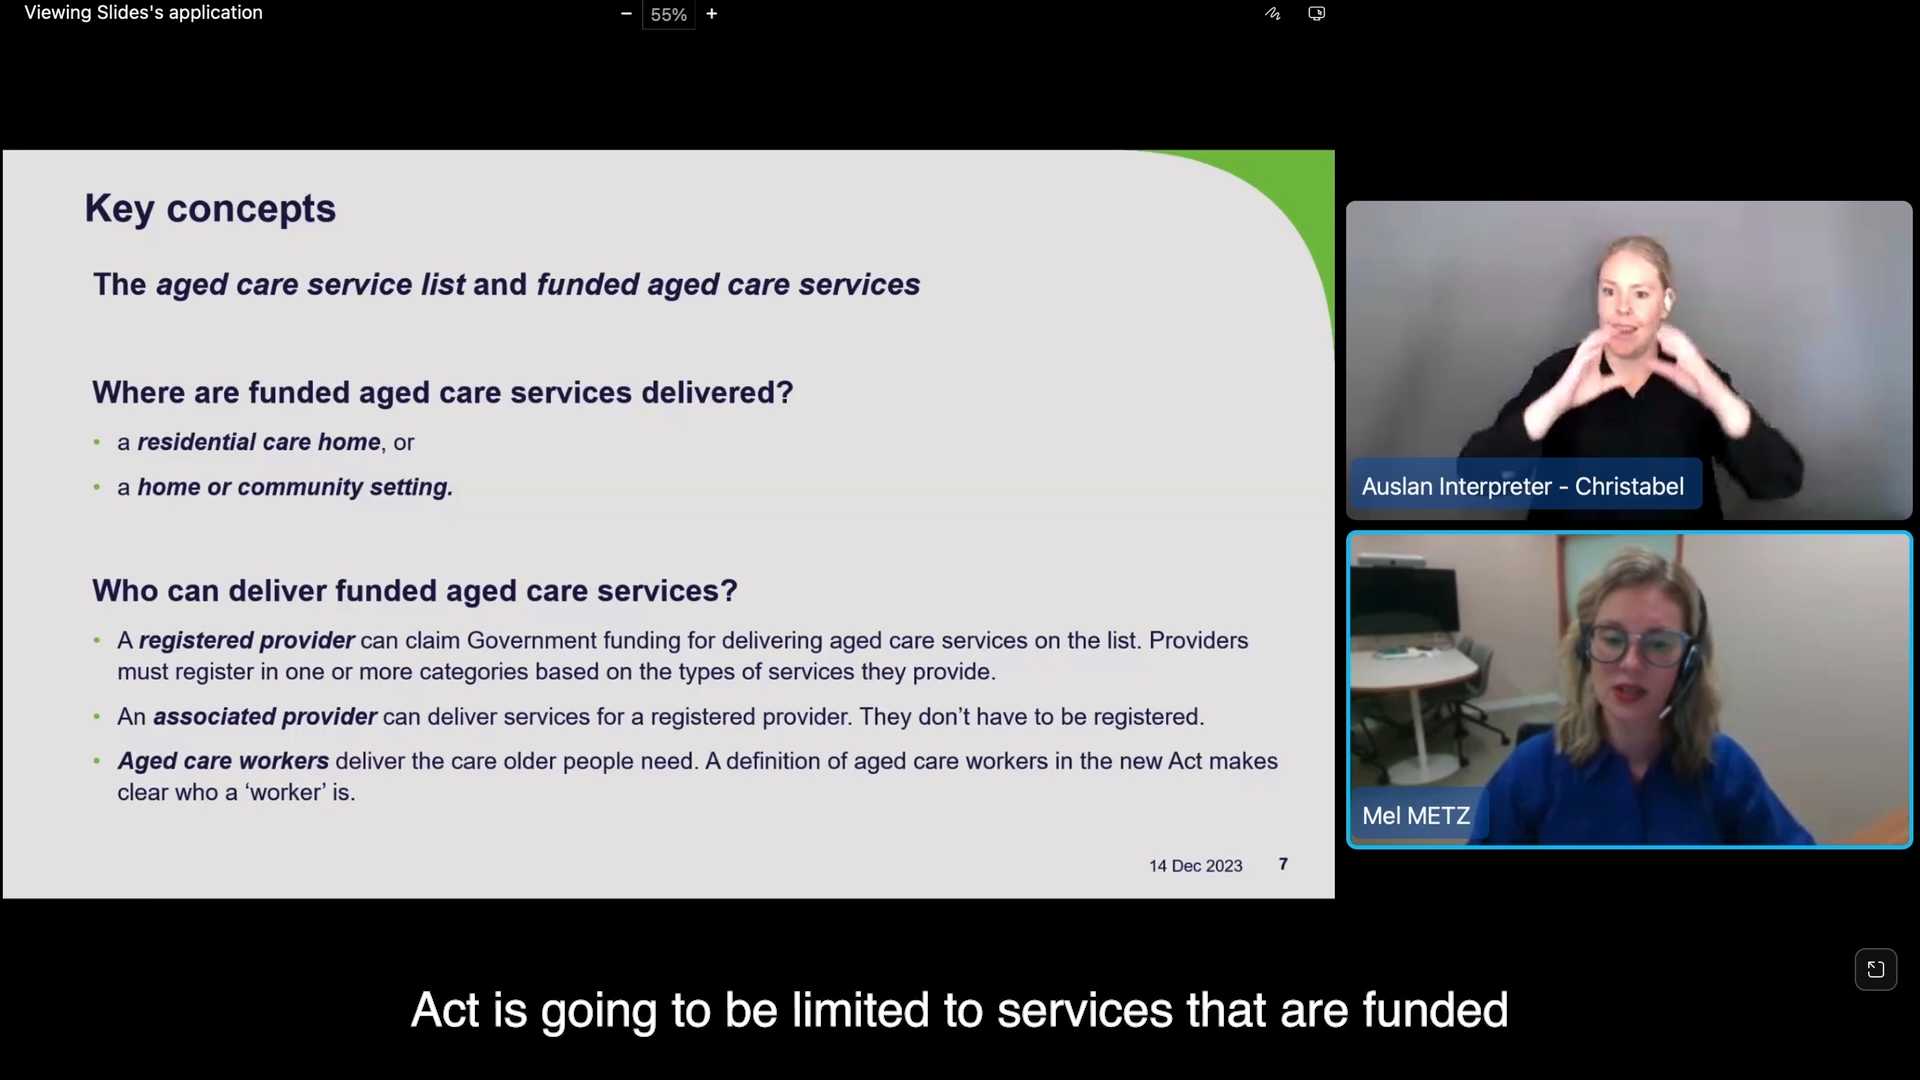 Viewing Slides's application
− 55% +
Key concepts
The aged care service list and funded aged care services
Where are funded aged care services delivered?
• a residential care home, or
• a home or community setting.
Who can deliver funded aged care services?
• A registered provider can claim Government funding for delivering aged care services on the list. Providers
must register in one or more categories based on the types of services they provide.
• An associated provider can deliver services for a registered provider. They don’t have to be registered.
• Aged care workers deliver the care older people need. A definition of aged care workers in the new Act makes
clear who a ‘worker’ is.
14 Dec 2023 7
Auslan Interpreter - Christabel
Mel METZ
Act is going to be limited to services that are funded